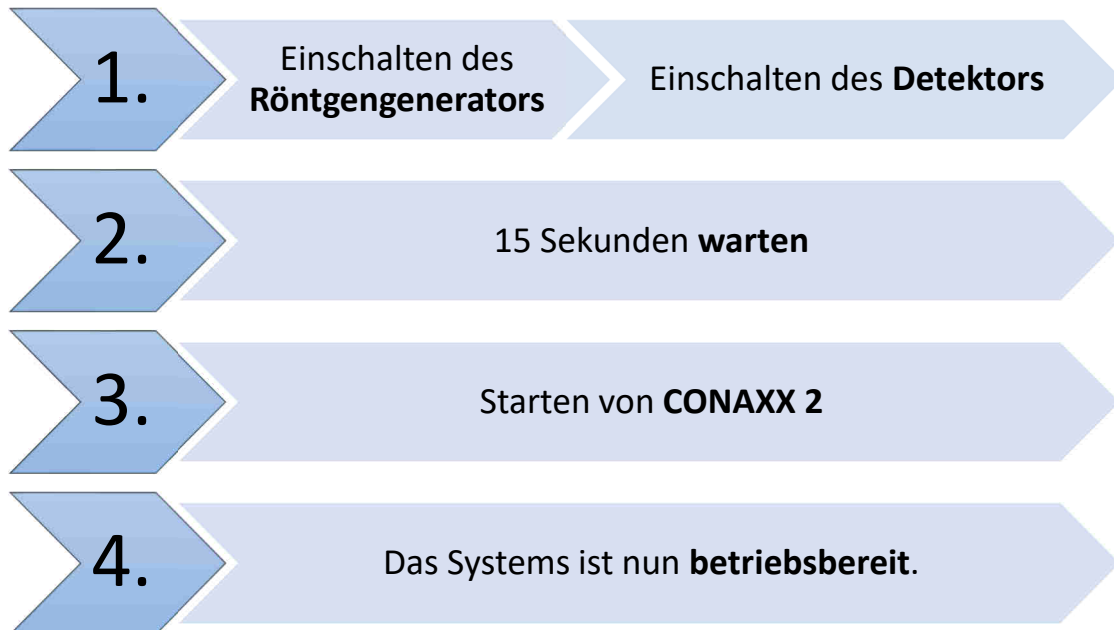 1.
Einschalten des
Röntgengenerators
Einschalten des Detektors
2.
15 Sekunden warten
3.
Starten von CONAXX 2
4.
Das Systems ist nun betriebsbereit.